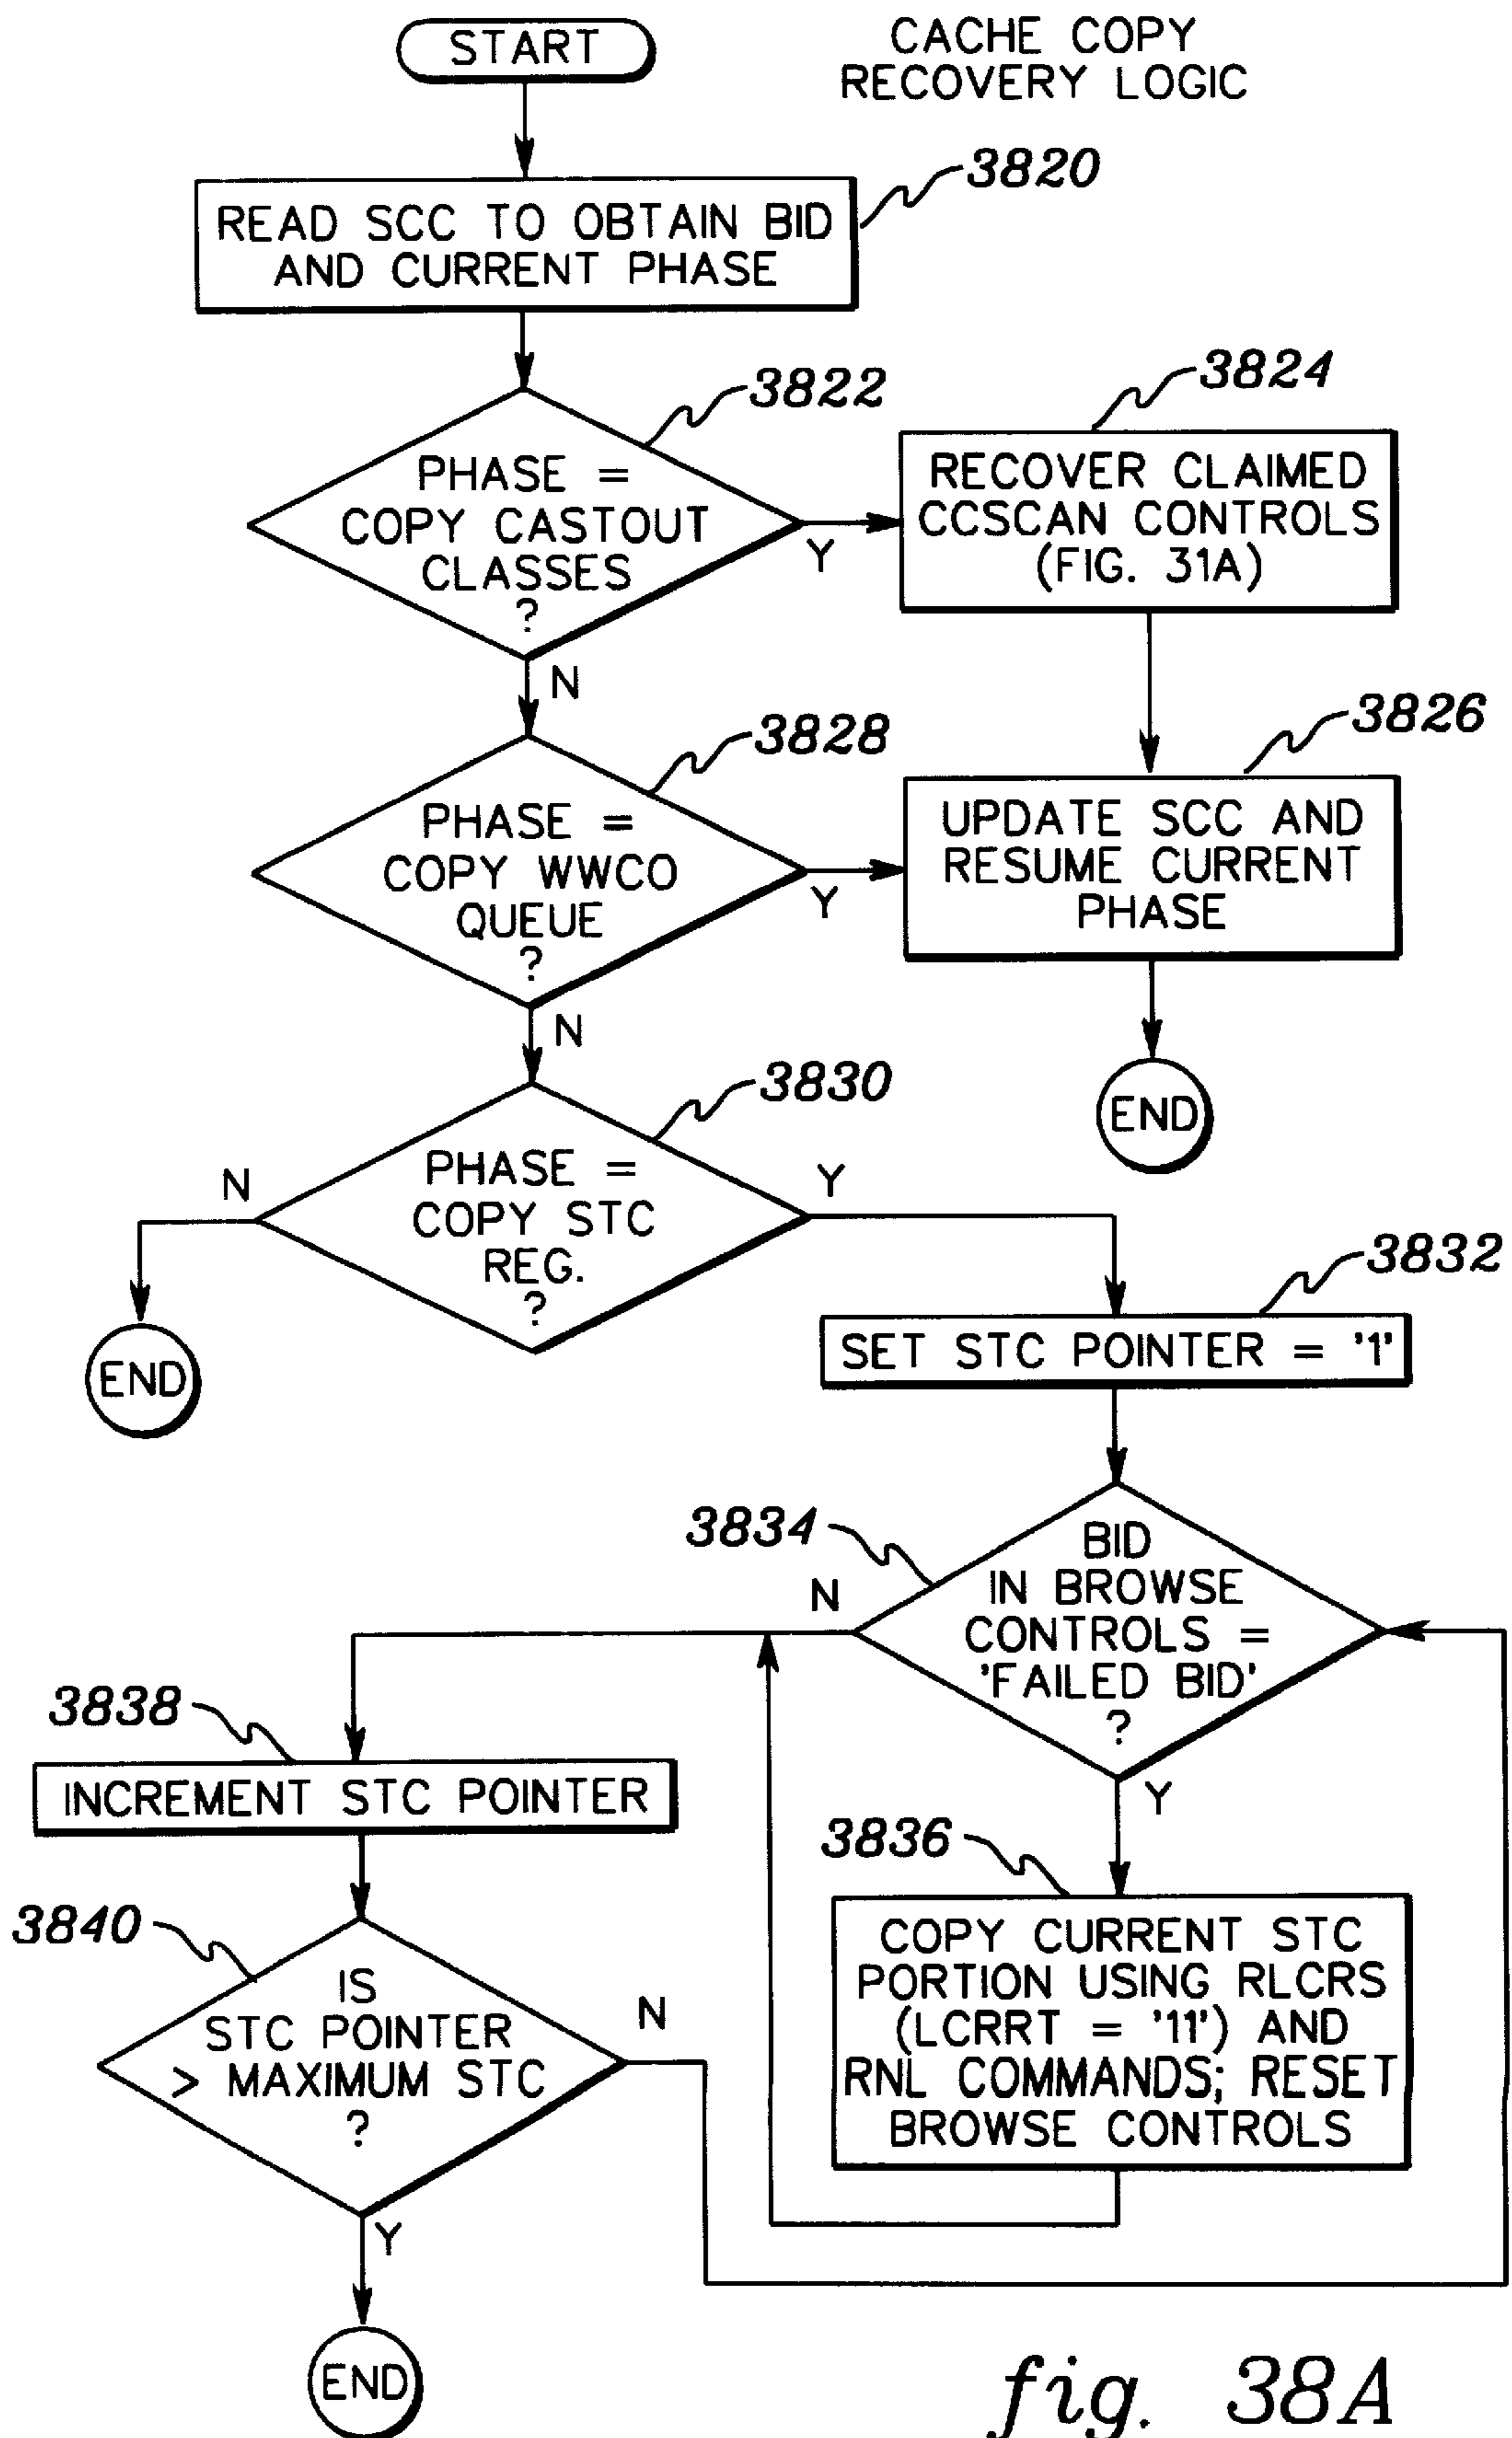 START
CACHE COPY
RECOVERY LOGIC
3820
READ SCC TO OBTAIN BID
AND CURRENT PHASE
3822
PHASE =
COPY CASTOUT
CLASSES
?
Y
N
3824
RECOVER CLAIMED
CCSCAN CONTROLS
(FIG. 31A)
3826
UPDATE SCC AND
RESUME CURRENT
PHASE
END
3828
PHASE =
COPY WWCO
QUEUE
?
Y
N
3830
PHASE =
COPY STC
REG.
?
N
Y
END
3832
SET STC POINTER = '1'
3834
BID
IN BROWSE
CONTROLS =
'FAILED BID'
?
N
Y
3836
COPY CURRENT STC
PORTION USING RLCRS
(LCRRT = '11') AND
RNL COMMANDS; RESET
BROWSE CONTROLS
3838
INCREMENT STC POINTER
3840
IS
STC POINTER
> MAXIMUM STC
?
N
Y
END
fig. 38A